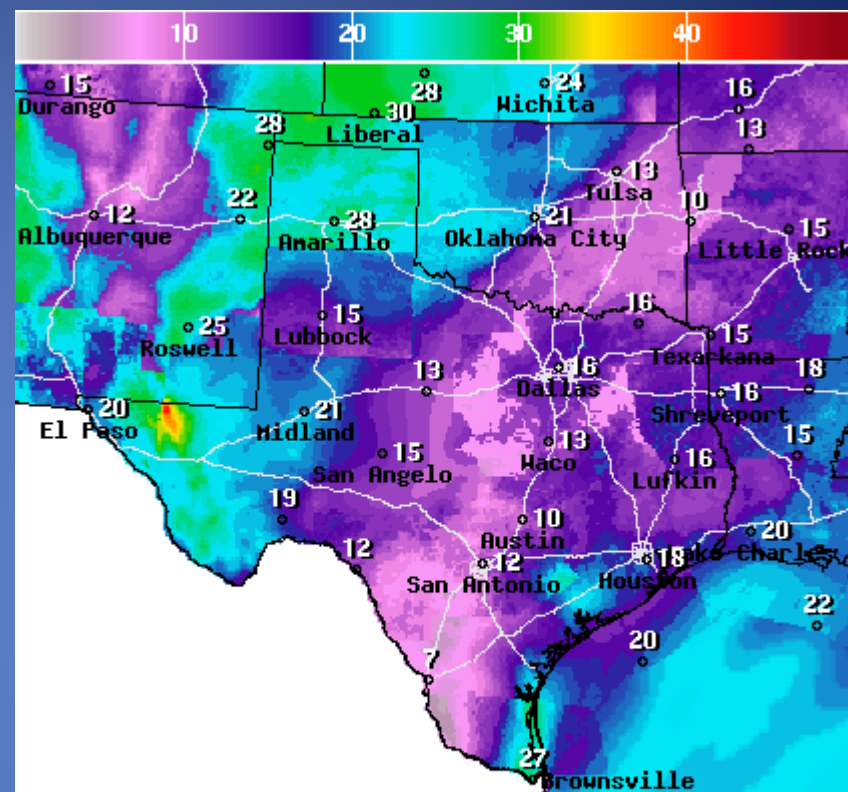 10 20 30 40
15 28 24 16
Durango Wichita
30
Liberal
28 13
13
Tulsa
12 22 28 21 10 15
Albuquerque Amarillo Oklahoma City Little Rock
25 15 16 15
Roswell Lubbock Texarkana
13 16 16 18
Dallas Shreveport
20 21
El Paso Midland
15 13 16 15
San Angelo Waco Lufkin
19 10 20
Austin
12 12 18
San Antonio Houston Lake Charles
22
20
7
27
Brownsville